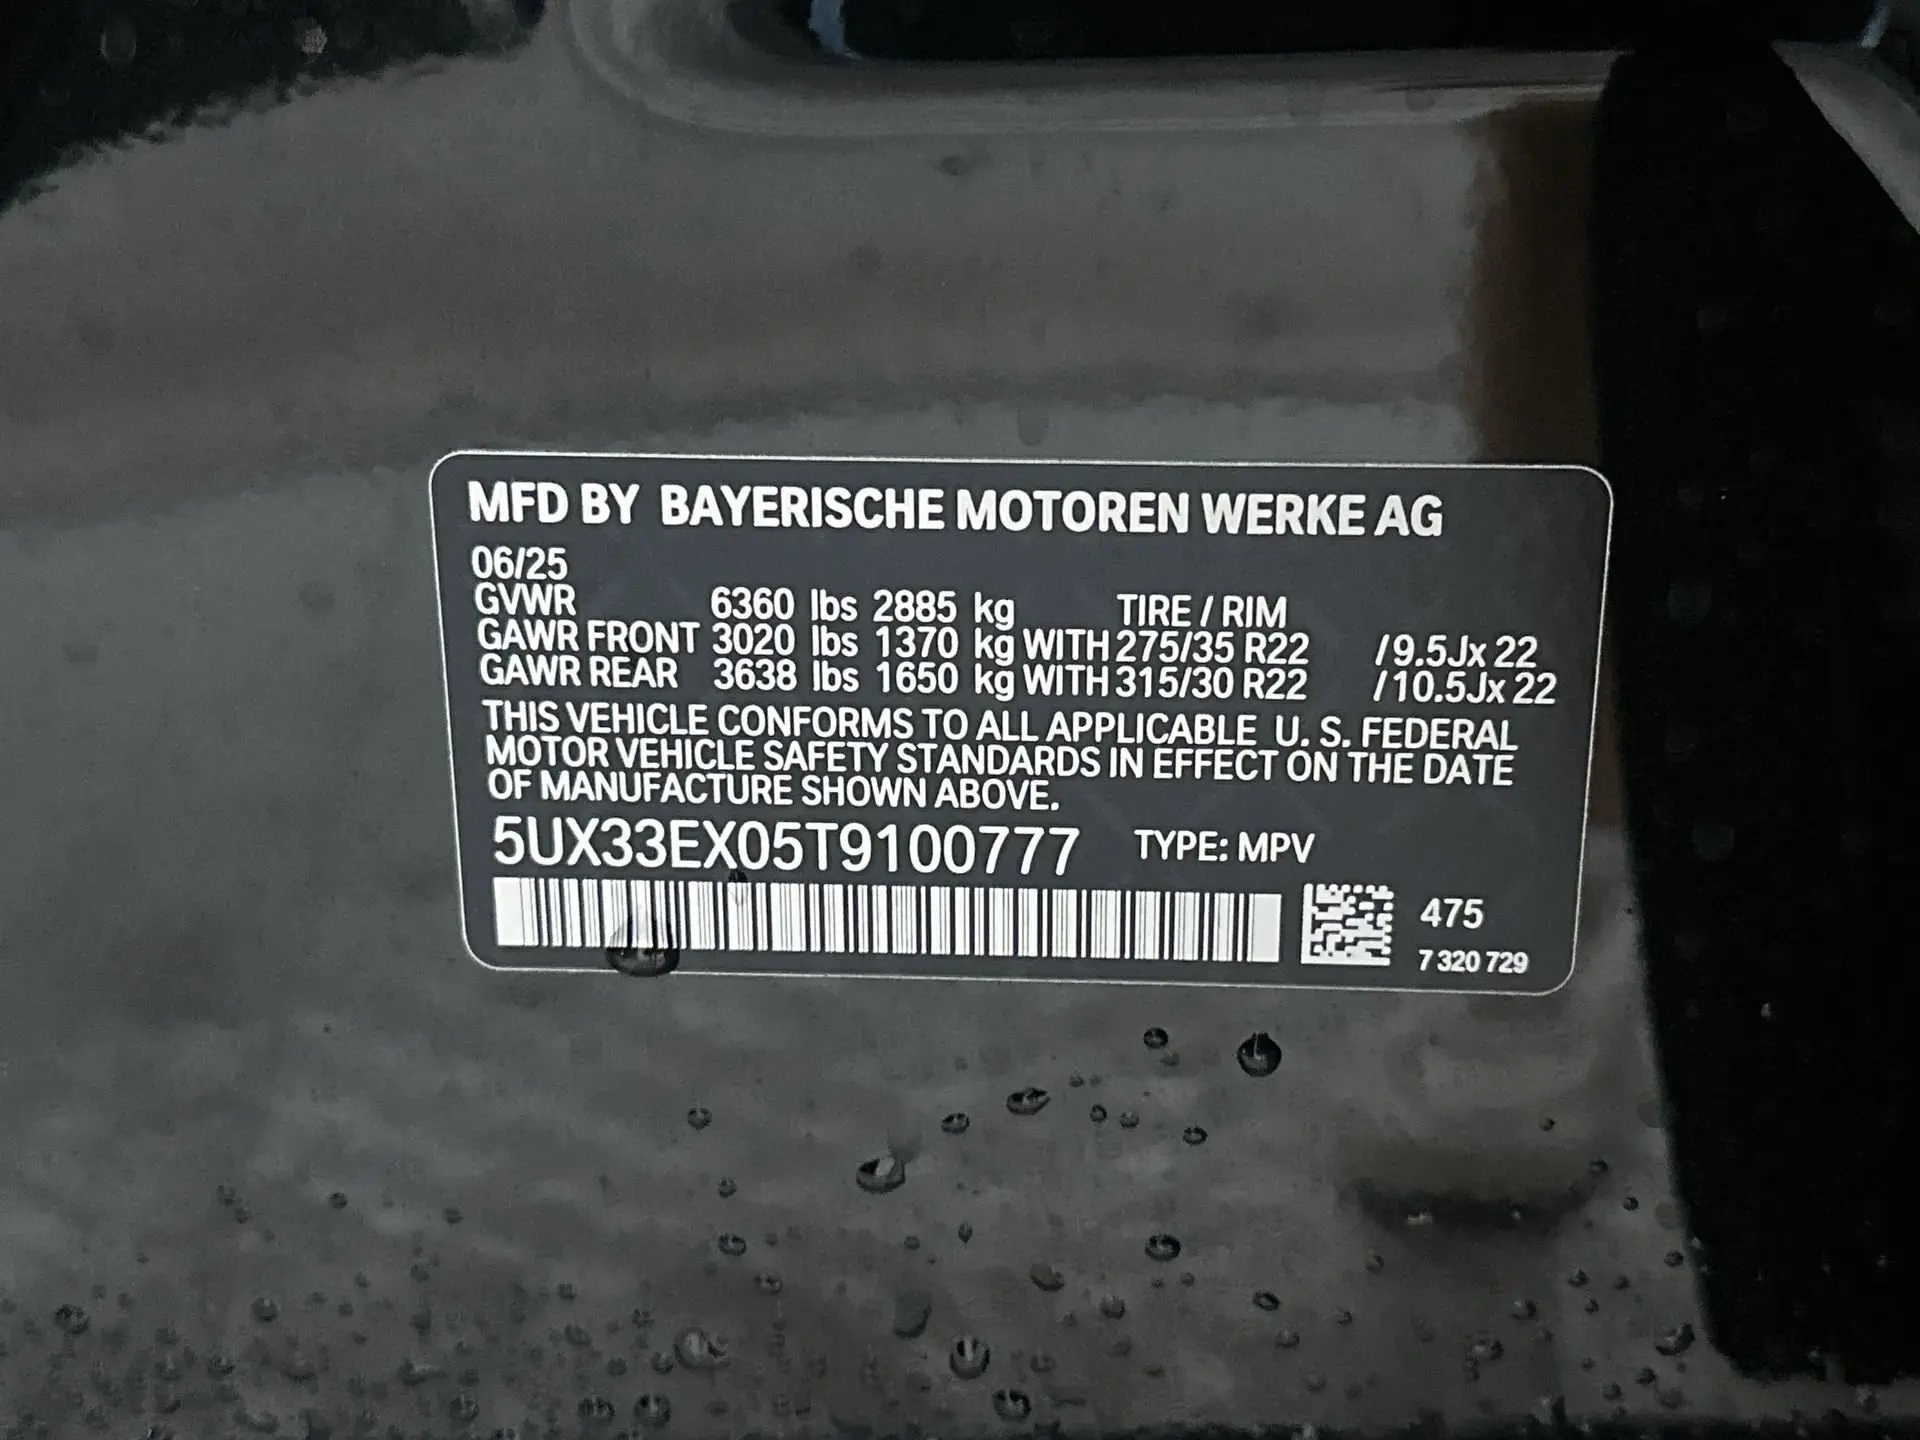 MFD BY BAYERISCHE MOTOREN WERKE AG
06/25
GVWR 6360 lbs 2885 kg TIRE / RIM
GAWR FRONT 3020 lbs 1370 kg WITH 275/35 R22 /9.5Jx 22
GAWR REAR 3638 lbs 1650 kg WITH 315/30 R22 /10.5Jx 22
THIS VEHICLE CONFORMS TO ALL APPLICABLE U. S. FEDERAL
MOTOR VEHICLE SAFETY STANDARDS IN EFFECT ON THE DATE
OF MANUFACTURE SHOWN ABOVE.
5UX33EX05T9100777 TYPE: MPV
475
7 320 729